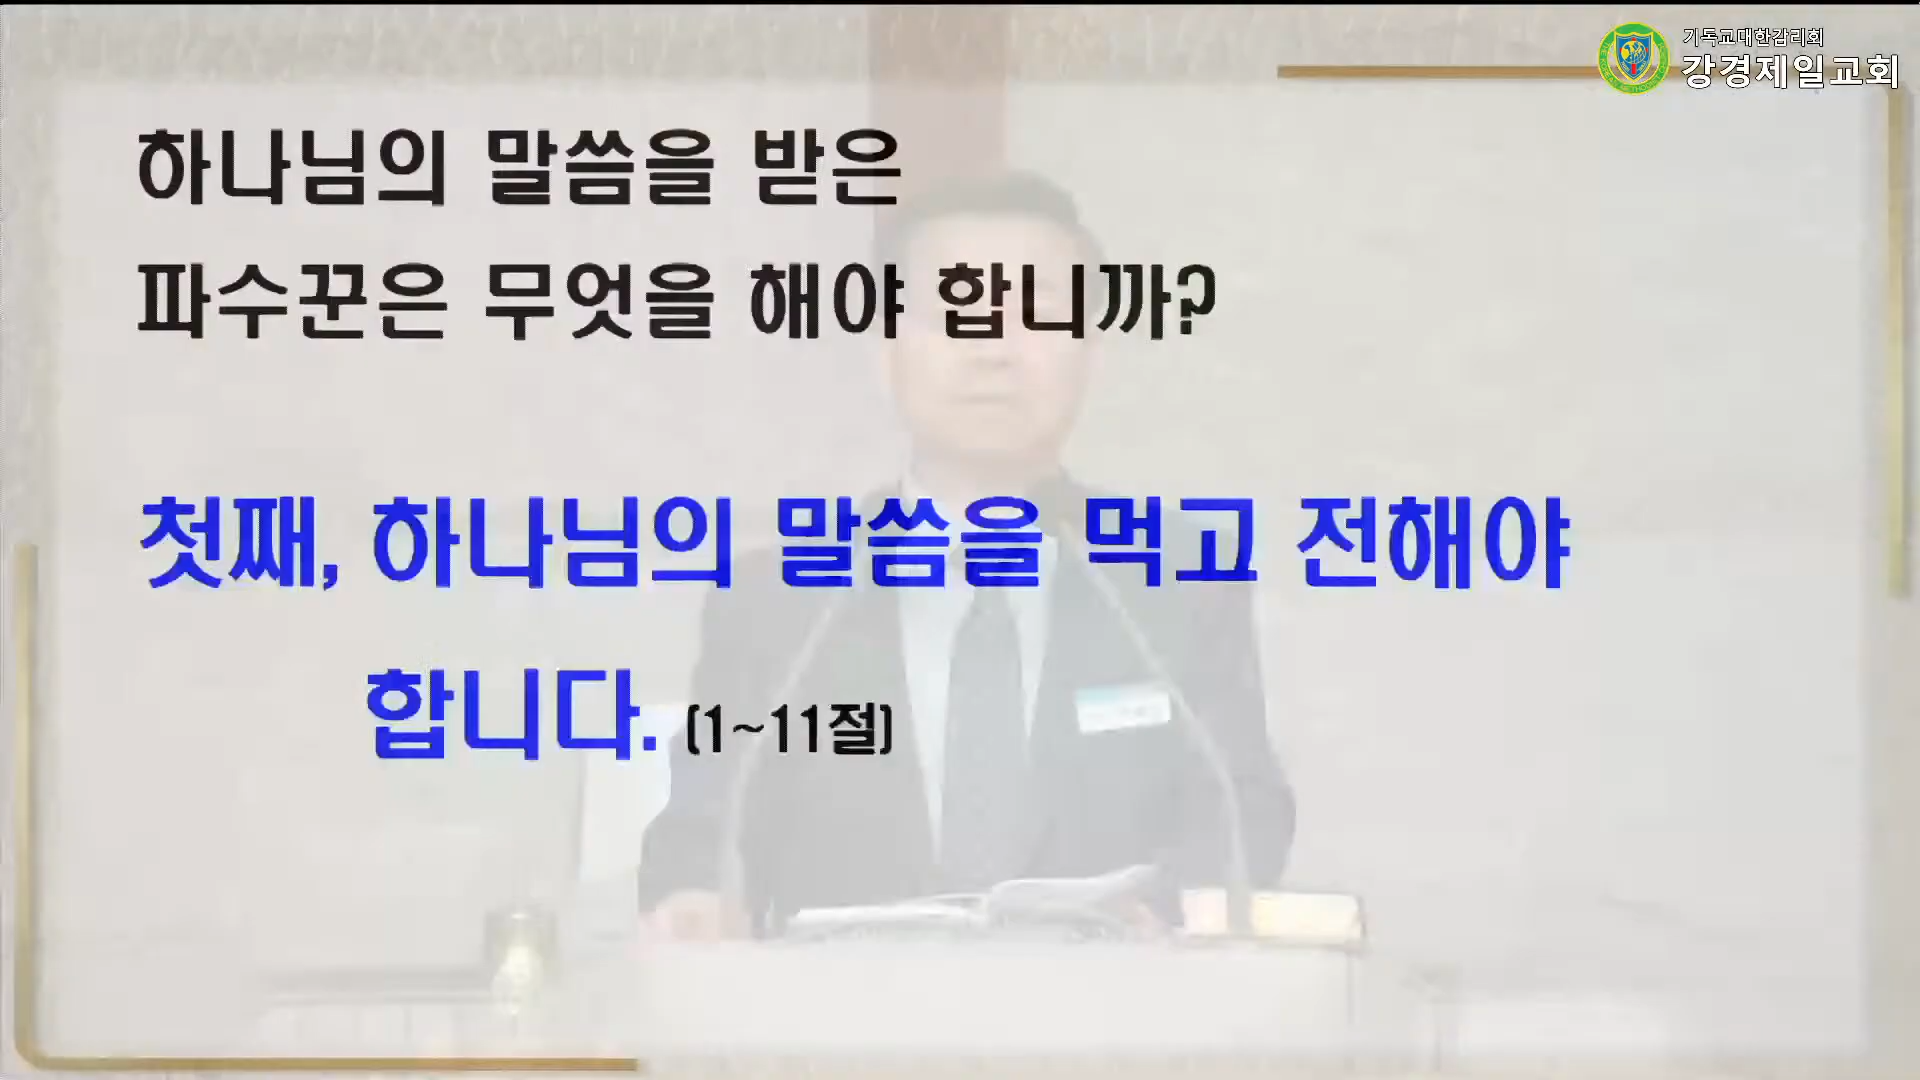 기독교대한감리회
강경제일교회
하나님의 말씀을 받은
파수꾼은 무엇을 해야 합니까?
첫째, 하나님의 말씀을 먹고 전해야
합니다. (1~11절)